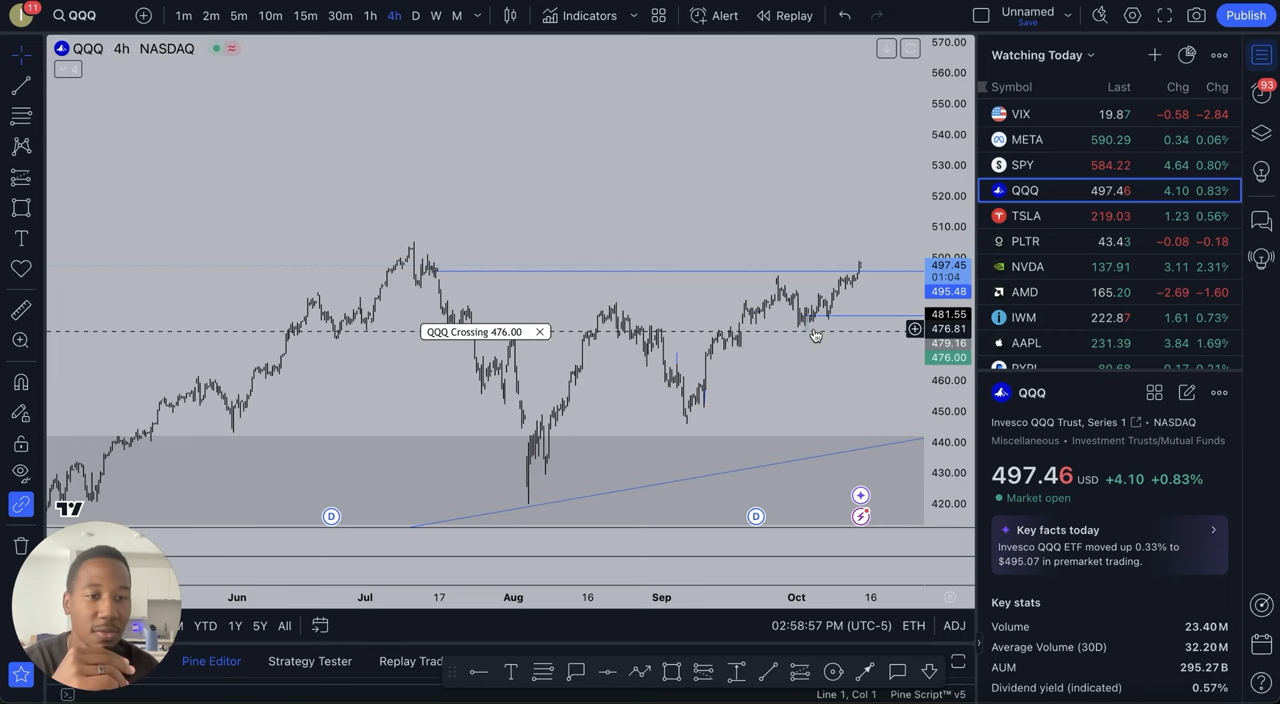 11
QQQ
1m 2m 5m 10m 15m 30m 1h 4h D W M
Indicators
Alert
Replay
Unnamed
Save
Publish
QQQ 4h NASDAQ
4
570.00
560.00
550.00
540.00
530.00
520.00
510.00
497.45
01:04
495.48
481.55
476.81
479.16
476.00
460.00
450.00
440.00
430.00
420.00
QQQ Crossing 476.00
D
D
Jun Jul 17 Aug 16 Sep Oct 16
YTD 1Y 5Y All
02:58:57 PM (UTC-5) ETH ADJ
Pine Editor Strategy Tester Replay Trad
Line 1, Col 1 Pine Script™ v5
Watching Today
Symbol Last Chg Chg
VIX 19.87 −0.58 −2.84
META 590.29 0.34 0.06%
SPY 584.22 4.64 0.80%
QQQ 497.46 4.10 0.83%
TSLA 219.03 1.23 0.56%
PLTR 43.43 −0.08 −0.18
NVDA 137.91 3.11 2.31%
AMD 165.20 −2.69 −1.60
IWM 222.87 1.61 0.73%
AAPL 231.39 3.84 1.69%
93
QQQ
Invesco QQQ Trust, Series 1 • NASDAQ
Miscellaneous • Investment Trusts/Mutual Funds
497.46 USD +4.10 +0.83%
Market open
Key facts today
Invesco QQQ ETF moved up 0.33% to
$495.07 in premarket trading.
Key stats
Volume 23.40M
Average Volume (30D) 32.20M
AUM 295.27B
Dividend yield (indicated) 0.57%